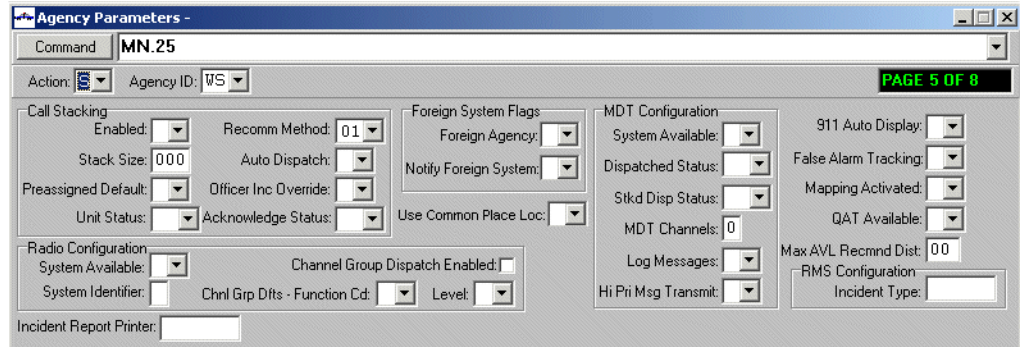 Agency Parameters -
Command MN.25
Action: S Agency ID: WS PAGE 5 OF 8
Call Stacking
Enabled: Recomm Method: 01
Stack Size: 000 Auto Dispatch:
Preassigned Default: Officer Inc Override:
Unit Status: Acknowledge Status:
Foreign System Flags
Foreign Agency:
Notify Foreign System:
Use Common Place Loc:
MDT Configuration
System Available:
Dispatched Status:
Stkd Disp Status:
MDT Channels: 0
Log Messages:
Hi Pri Msg Transmit:
911 Auto Display:
False Alarm Tracking:
Mapping Activated:
QAT Available:
Max AVL Recmnd Dist: 00
RMS Configuration
Incident Type:
Radio Configuration
System Available: Channel Group Dispatch Enabled:
System Identifier: Chnl Grp Dfts - Function Cd: Level:
Incident Report Printer: